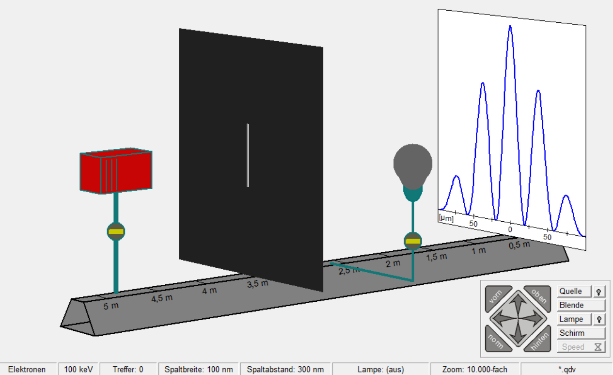 [µm]
50
0
50
5 m
4,5 m
4 m
3,5 m
2,5 m
2 m
1,5 m
1 m
0,5 m
vorn
oben
vorn
hinten
Quelle
Blende
Lampe
Schirm
Speed
Elektronen
100 keV
Treffer: 0
Spaltbreite: 100 nm
Spaltabstand: 300 nm
Lampe: (aus)
Zoom: 10.000-fach
*.qdv